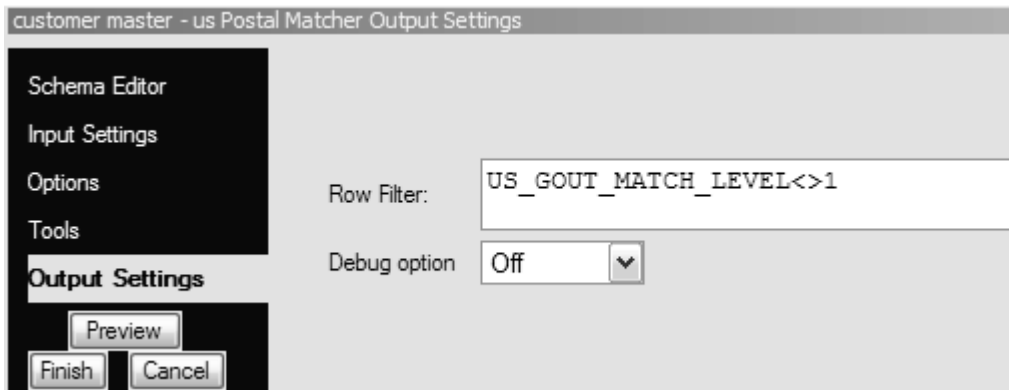 customer master - us Postal Matcher Output Settings
Schema Editor
Input Settings
Options
Tools
Output Settings
Preview
Finish Cancel
Row Filter: US_GOUT_MATCH_LEVEL<>1
Debug option Off